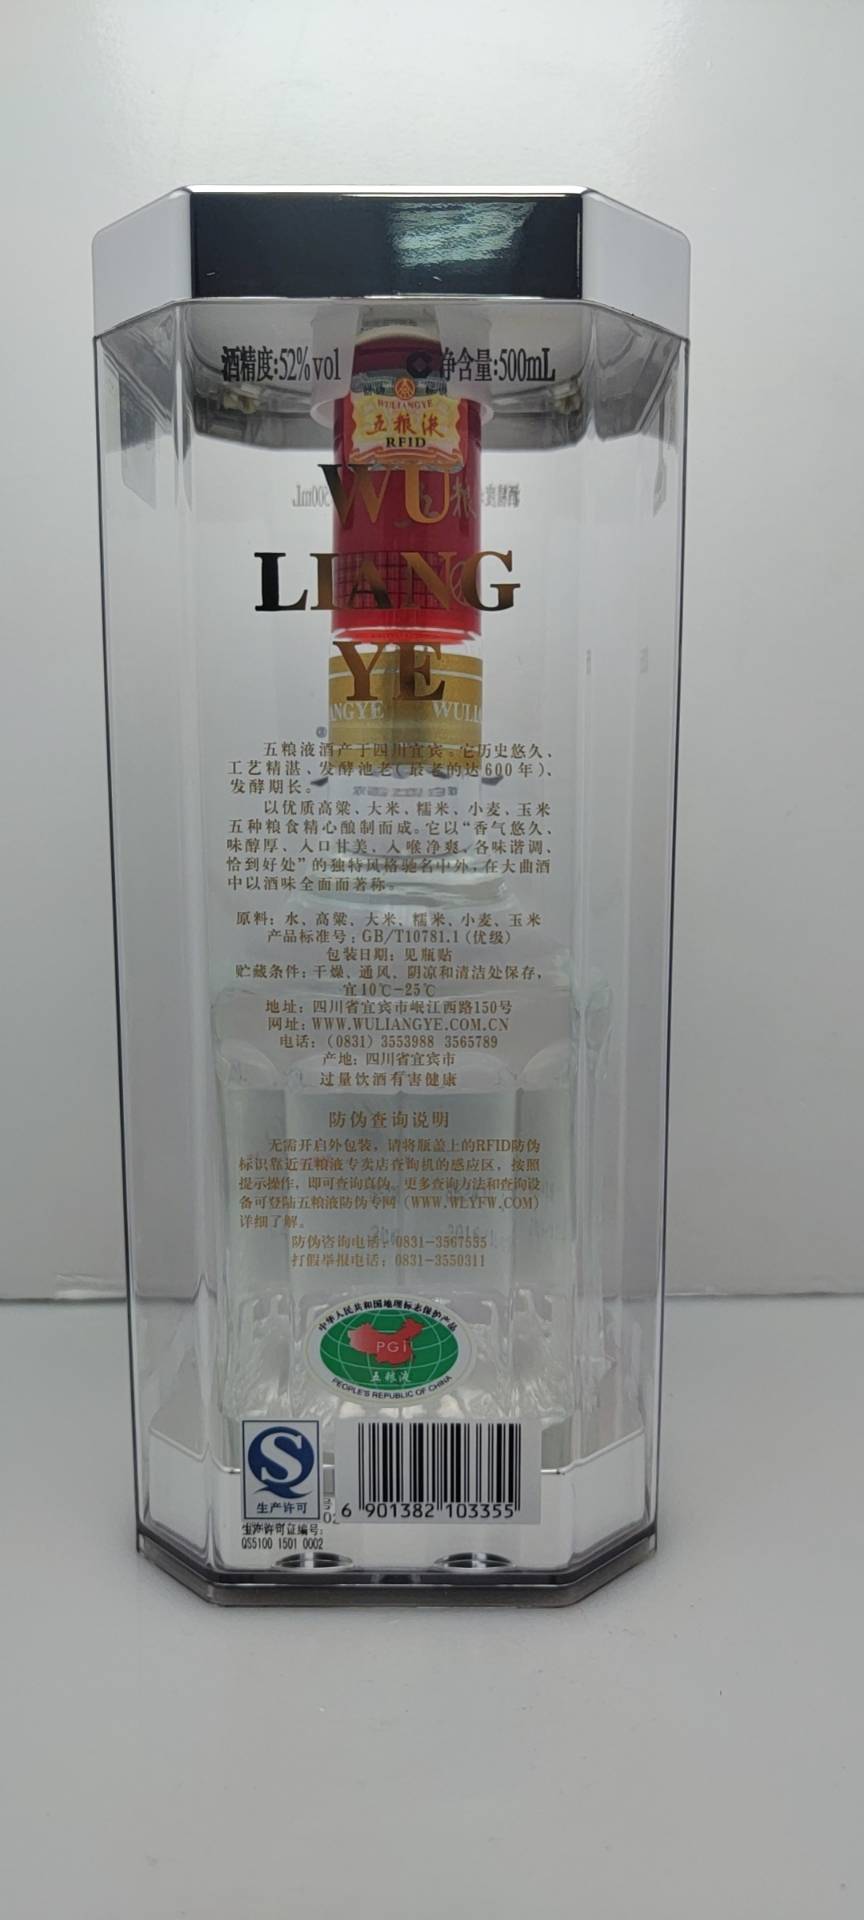 酒精度:52%vol 净含量:500mL
WULIANGYE
五粮液
RFID
WU
LIANG
YE
ANGYE WULI
五粮液酒产于四川宜宾。它历史悠久、
工艺精湛、发酵池老(最老的达600年)、
发酵期长。
以优质高粱、大米、糯米、小麦、玉米
五种粮食精心酿制而成。它以“香气悠久、
味醇厚、入口甘美、入喉净爽、各味谐调、
恰到好处”的独特风格驰名中外,在大曲酒
中以酒味全面而著称。
原料: 水、高粱、大米、糯米、小麦、玉米
产品标准号: GB/T10781.1(优级)
包装日期: 见瓶贴
贮藏条件: 干燥、通风、阴凉和清洁处保存,
宜10℃-25℃
地址: 四川省宜宾市岷江西路150号
网址: WWW.WULIANGYE.COM.CN
电话: (0831) 3553988 3565789
产地: 四川省宜宾市
过量饮酒有害健康
防伪查询说明
无需开启外包装, 请将瓶盖上的RFID防伪
标识靠近五粮液专卖店查询机的感应区, 按照
提示操作, 即可查询真伪。更多查询方法和查询设
备可登陆五粮液防伪专网 (WWW.WLYFW.COM)
详细了解。
防伪咨询电话: 0831-3567555
打假举报电话: 0831-3550311
中华人民共和国地理标志保护产品
PGI
五粮液
PEOPLE'S REPUBLIC OF CHINA
生产许可
6 901382 103355
生产许可证编号:
QS5100 1501 0002